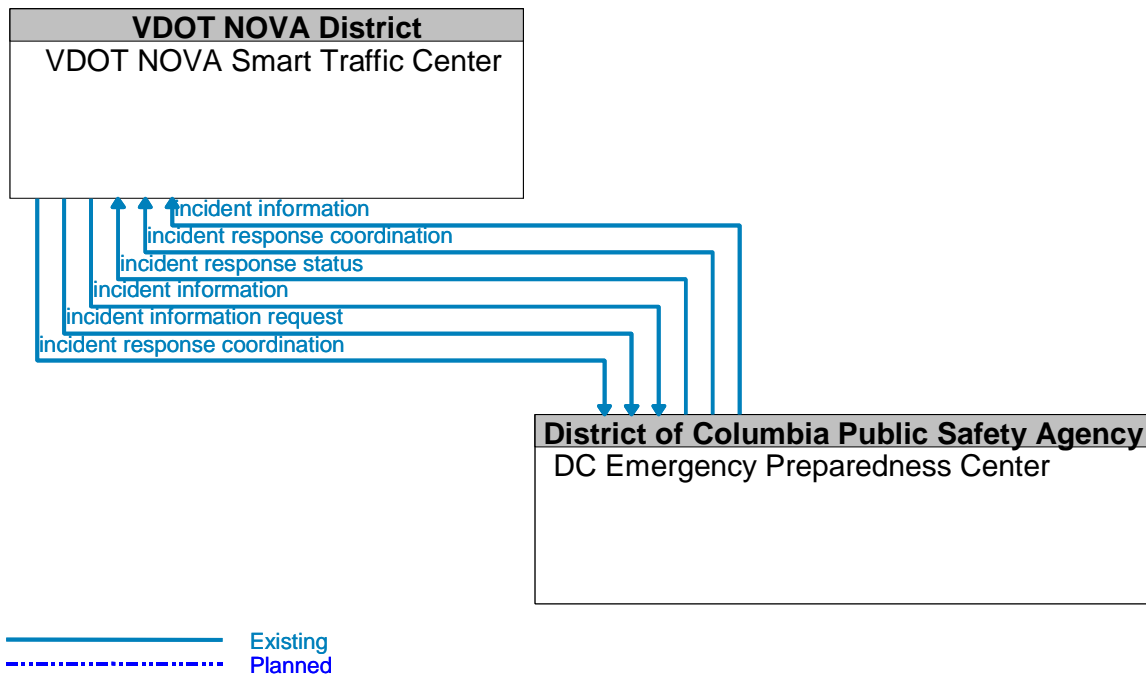 VDOT NOVA District
VDOT NOVA Smart Traffic Center
incident information
incident response coordination
incident response status
incident information
incident information request
incident response coordination
District of Columbia Public Safety Agency
DC Emergency Preparedness Center
Existing
Planned